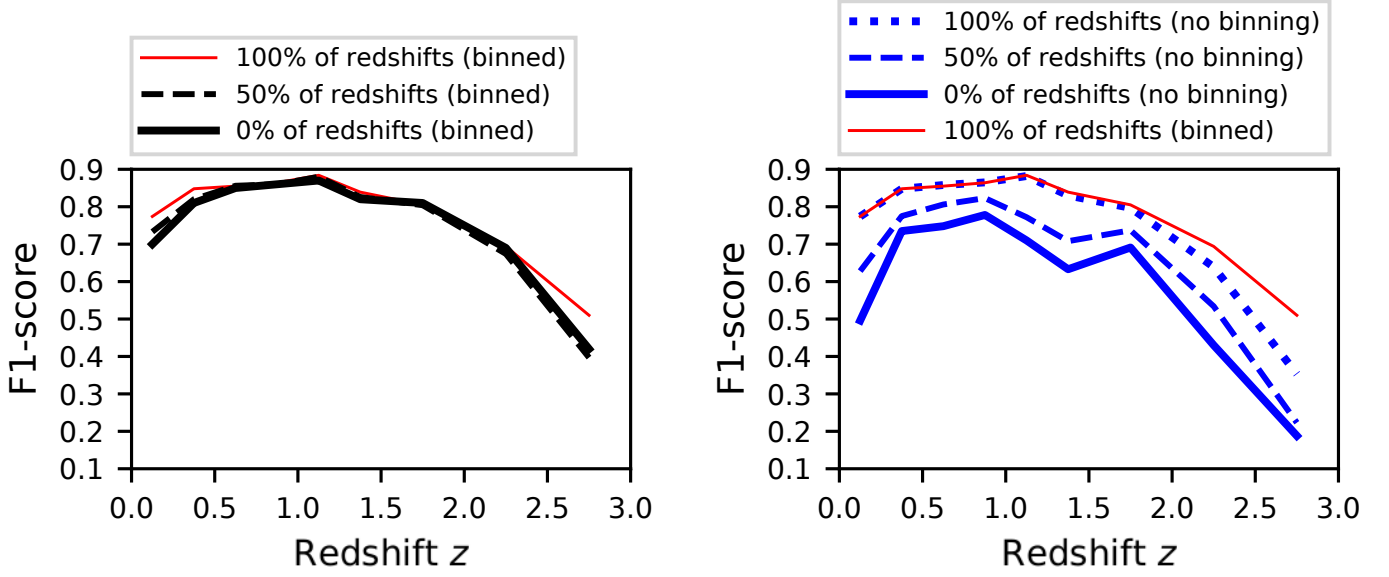 100% of redshifts (binned)
50% of redshifts (binned)
0% of redshifts (binned)
F1-score
0.9
0.8
0.7
0.6
0.5
0.4
0.3
0.2
0.1
0.0 0.5 1.0 1.5 2.0 2.5 3.0
Redshift z
100% of redshifts (no binning)
50% of redshifts (no binning)
0% of redshifts (no binning)
100% of redshifts (binned)
F1-score
0.9
0.8
0.7
0.6
0.5
0.4
0.3
0.2
0.1
0.0 0.5 1.0 1.5 2.0 2.5 3.0
Redshift z